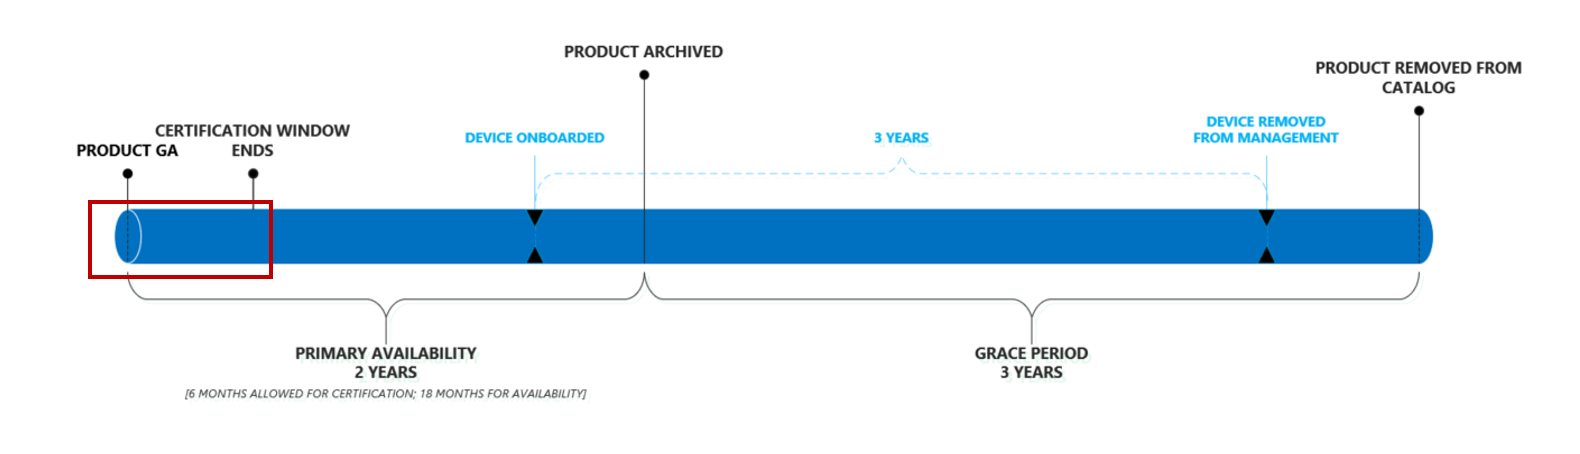 PRODUCT ARCHIVED
PRODUCT REMOVED FROM
CATALOG
CERTIFICATION WINDOW
ENDS
PRODUCT GA
DEVICE ONBOARDED
3 YEARS
DEVICE REMOVED
FROM MANAGEMENT
PRIMARY AVAILABILITY
2 YEARS
[6 MONTHS ALLOWED FOR CERTIFICATION; 18 MONTHS FOR AVAILABILITY]
GRACE PERIOD
3 YEARS